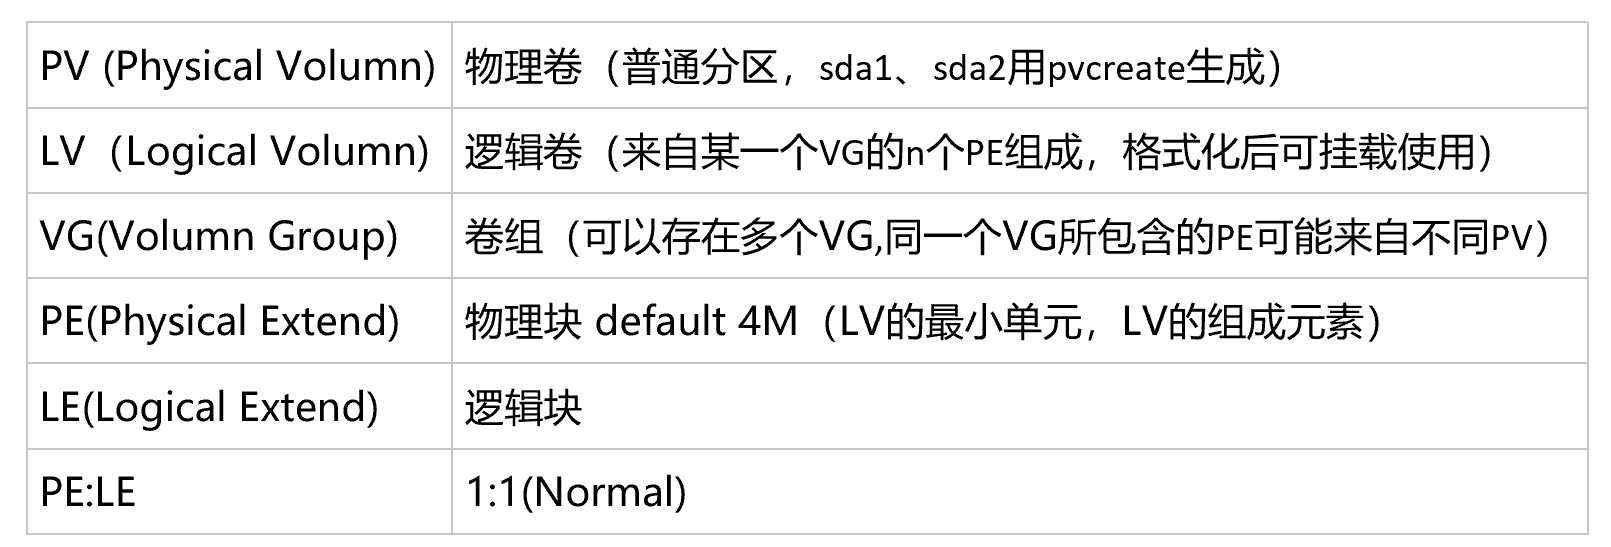 PV (Physical Volumn) 物理卷（普通分区，sda1、sda2用pvcreate生成）
LV（Logical Volumn) 逻辑卷（来自某一个VG的n个PE组成，格式化后可挂载使用）
VG(Volumn Group) 卷组（可以存在多个VG,同一个VG所包含的PE可能来自不同PV）
PE(Physical Extend) 物理块 default 4M（LV的最小单元，LV的组成元素）
LE(Logical Extend) 逻辑块
PE:LE 1:1(Normal)